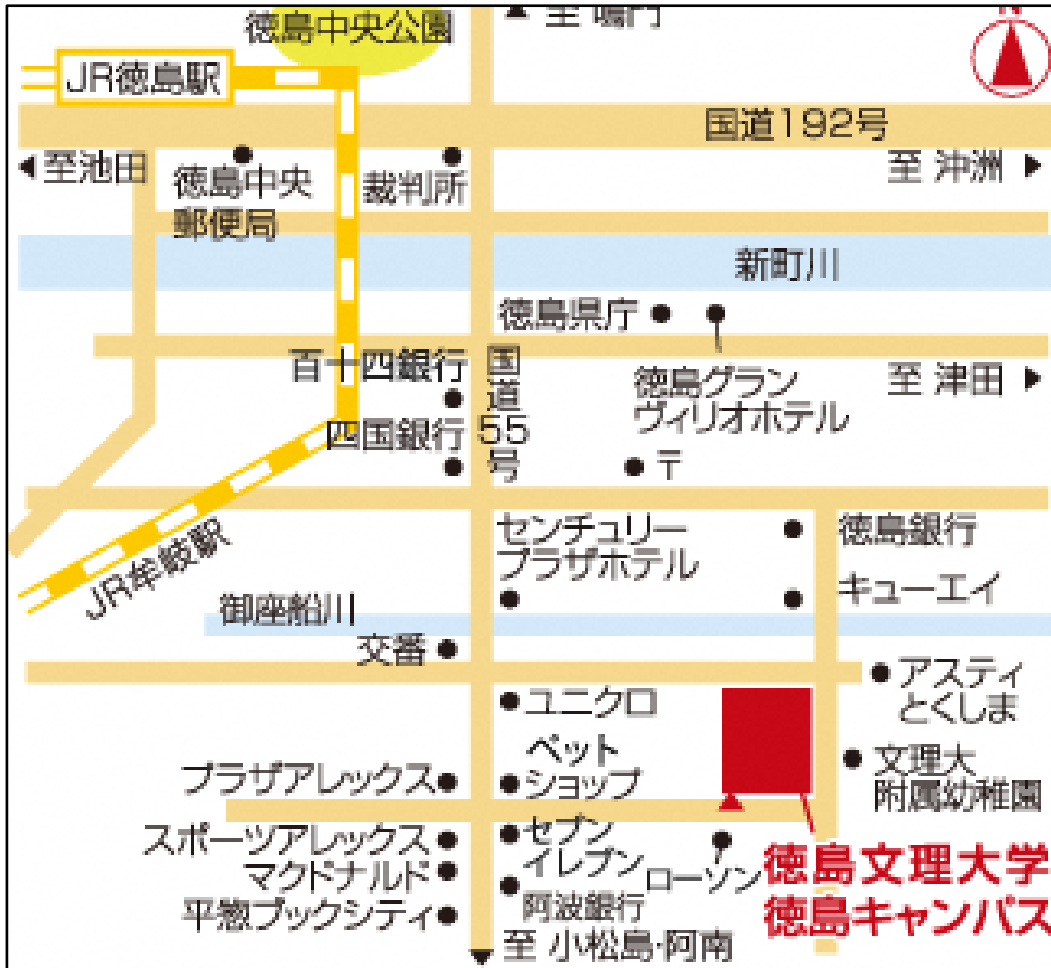 徳島中央公園
至 鳴門
N
JR徳島駅
国道192号
至池田
徳島中央
郵便局
裁判所
至 沖洲
新町川
徳島県庁
百十四銀行
国道55号
徳島グラン
ヴィリオホテル
至 津田
四国銀行
〒
JR牟岐駅
センチュリー
プラザホテル
徳島銀行
キューエイ
御座船川
交番
アスティ
とくしま
ユニクロ
ペット
ショップ
プラザアレックス
文理大
附属幼稚園
スポーツアレックス
セブン
イレブン
マクドナルド
ローソン
平惣ブックシティ
阿波銀行
徳島文理大学
徳島キャンパス
至 小松島・阿南